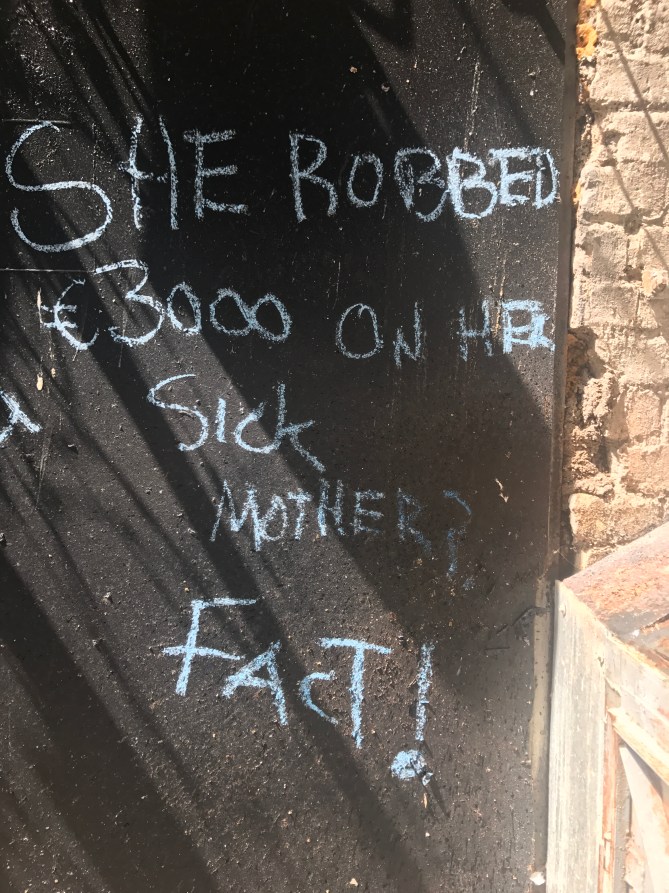 SHE ROBBED
€3000 ON HER
Sick
MOTHER?
FACT!